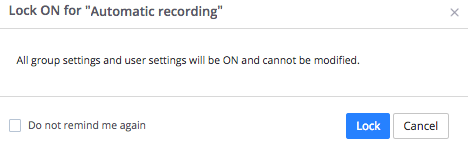 Lock ON for "Automatic recording"
All group settings and user settings will be ON and cannot be modified.
Do not remind me again
Lock
Cancel